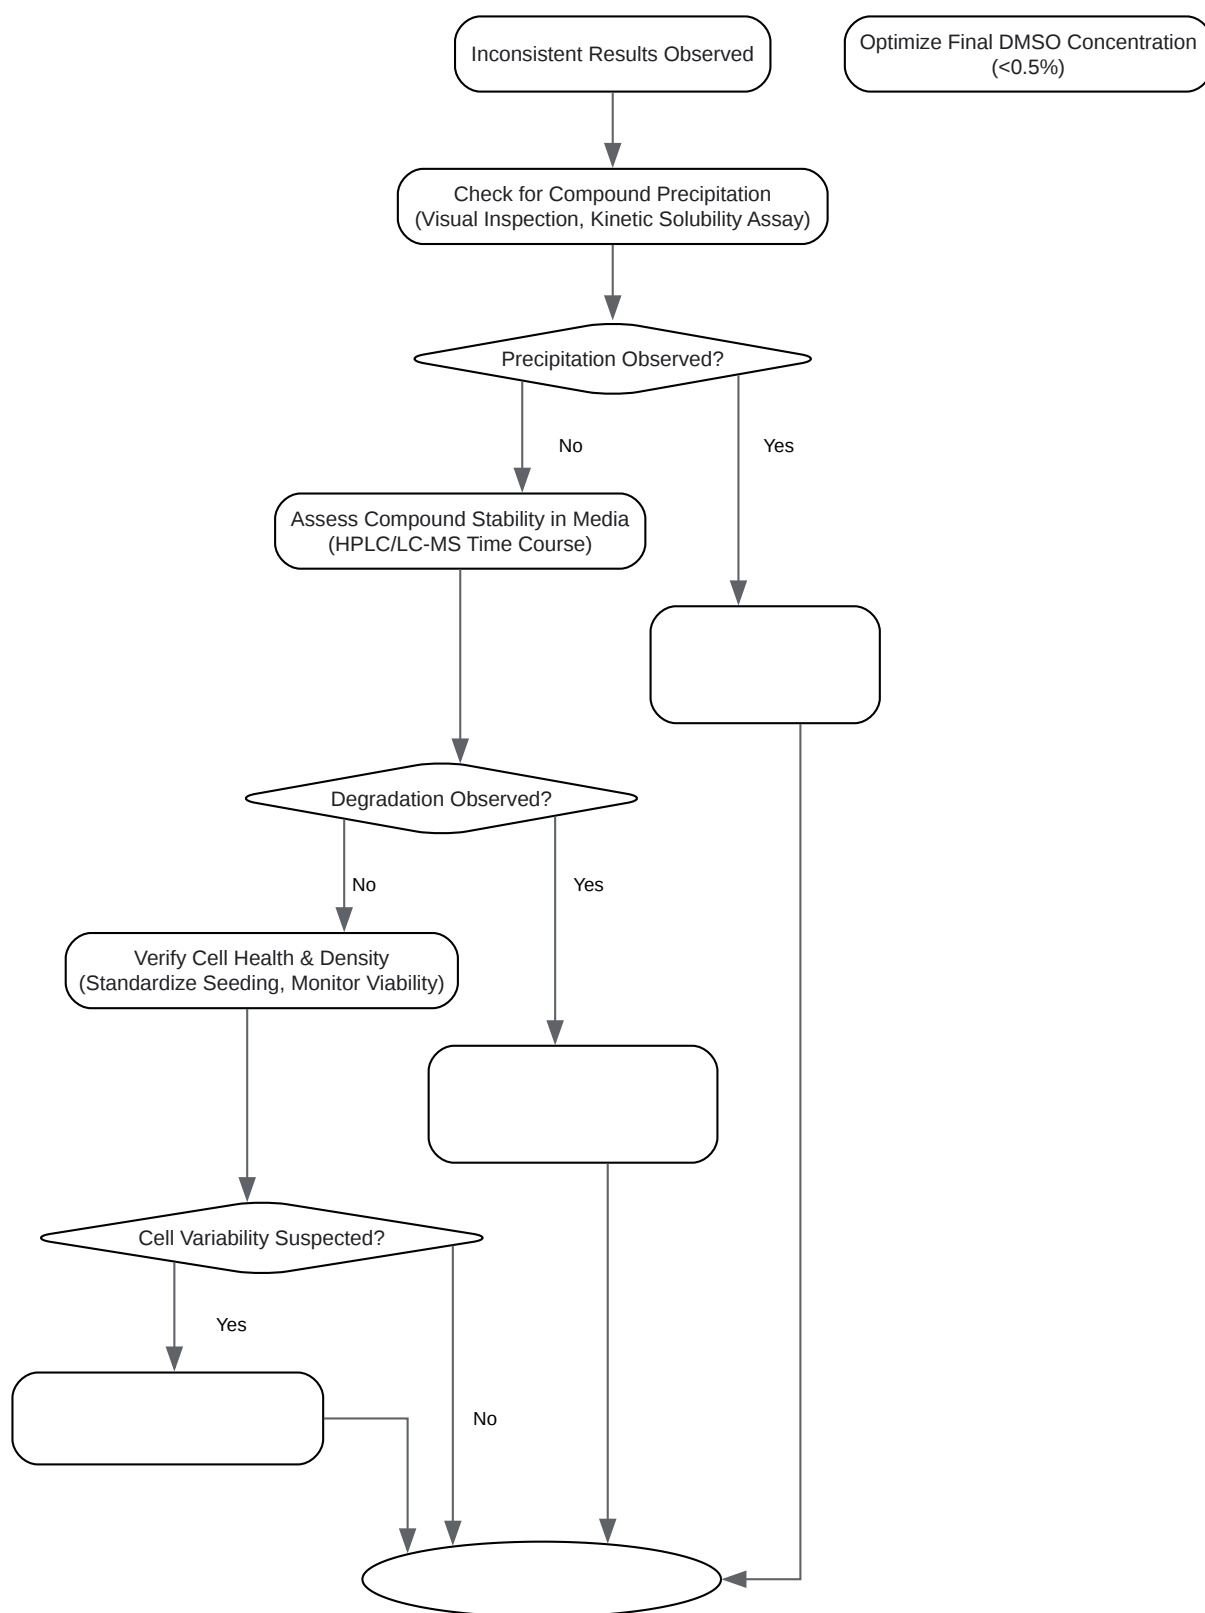 Inconsistent Results Observed
Optimize Final DMSO Concentration
(<0.5%)
Check for Compound Precipitation
(Visual Inspection, Kinetic Solubility Assay)
Precipitation Observed?
No
Yes
Assess Compound Stability in Media
(HPLC/LC-MS Time Course)
Degradation Observed?
No
Yes
Verify Cell Health & Density
(Standardize Seeding, Monitor Viability)
Cell Variability Suspected?
Yes
No